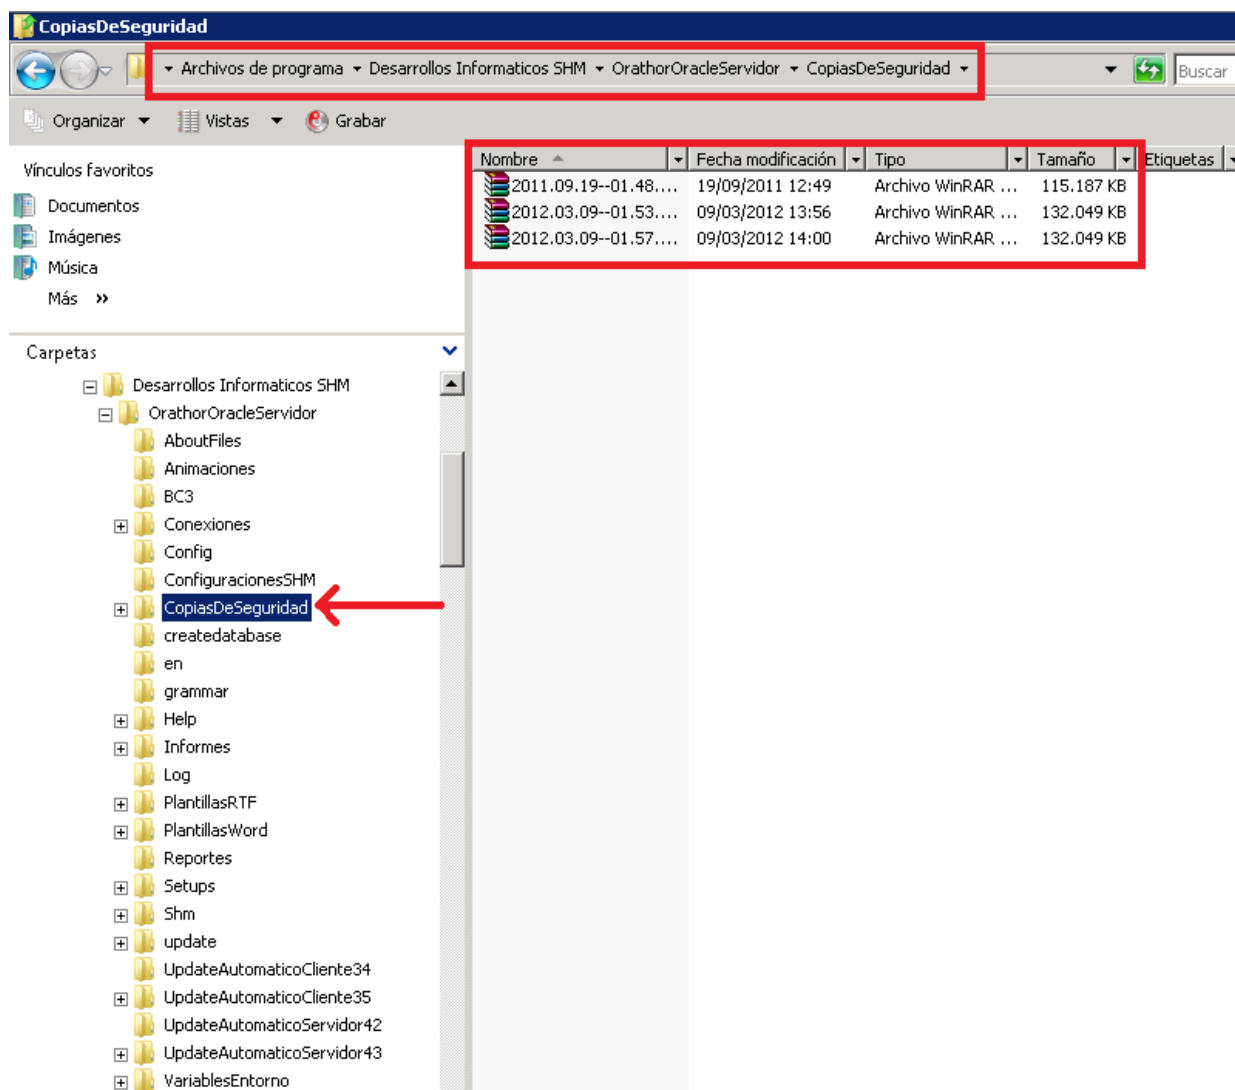 CopiasDeSeguridad
Archivos de programa Desarrollos Informaticos SHM OrathorOracleServidor CopiasDeSeguridad
Buscar
Organizar Vistas Grabar
Vínculos favoritos
Documentos
Imágenes
Música
Más »
Nombre Fecha modificación Tipo Tamaño Etiquetas
2011.09.19--01.48.... 19/09/2011 12:49 Archivo WinRAR ... 115.187 KB
2012.03.09--01.53.... 09/03/2012 13:56 Archivo WinRAR ... 132.049 KB
2012.03.09--01.57.... 09/03/2012 14:00 Archivo WinRAR ... 132.049 KB
Carpetas
Desarrollos Informaticos SHM
OrathorOracleServidor
AboutFiles
Animaciones
BC3
Conexiones
Config
ConfiguracionesSHM
CopiasDeSeguridad
createdatabase
en
grammar
Help
Informes
Log
PlantillasRTF
PlantillasWord
Reportes
Setups
Shm
update
UpdateAutomaticoCliente34
UpdateAutomaticoCliente35
UpdateAutomaticoServidor42
UpdateAutomaticoServidor43
VariablesEntorno